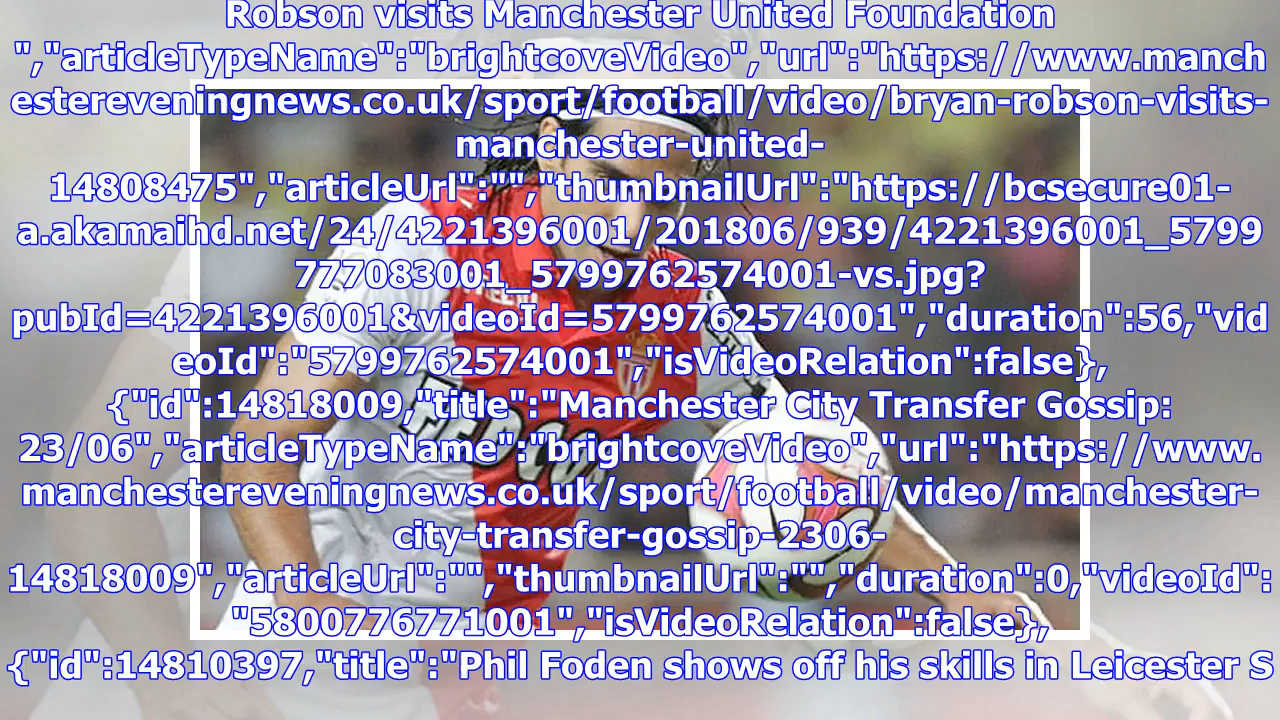 Robson visits Manchester United Foundation
","articleTypeName":"brightcoveVideo","url":"https://www.manch
estereveningnews.co.uk/sport/football/video/bryan-robson-visits-
manchester-united-
14808475","articleUrl":"","thumbnailUrl":"https://bcsecure01-
a.akamaihd.net/24/4221396001/201806/939/4221396001_5799
777083001_5799762574001-vs.jpg?
pubId=4221396001&videoId=5799762574001","duration":56,"vid
eoId":"5799762574001","isVideoRelation":false},
{"id":14818009,"title":"Manchester City Transfer Gossip:
23/06","articleTypeName":"brightcoveVideo","url":"https://www.
manchestereveningnews.co.uk/sport/football/video/manchester-
city-transfer-gossip-2306-
14818009","articleUrl":"","thumbnailUrl":"","duration":0,"videoId":
"5800776771001","isVideoRelation":false},
{"id":14810397,"title":"Phil Foden shows off his skills in Leicester S